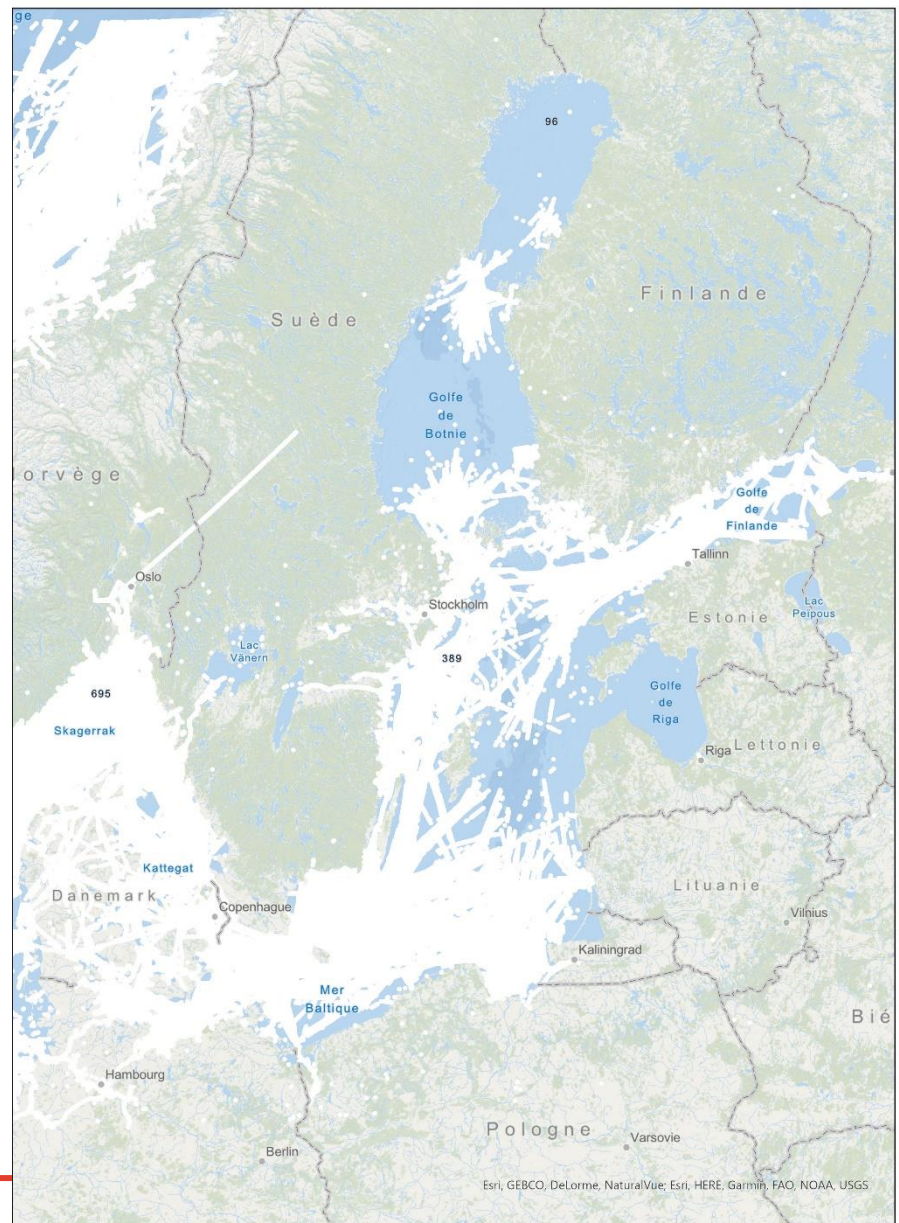 ge
96
Finlande
Suède
Golfe
de
Botnie
orvège
Golfe
de
Finlande
Tallinn
Oslo
Stockholm
Lac
Peïpous
Estonie
Lac
Vänern
389
695
Golfe
de
Riga
Skagerrak
Riga
Lettonie
Kattegat
Danemark
Lituanie
Copenhague
Vilnius
Kaliningrad
Mer
Baltique
Bié
Hambourg
Pologne
Varsovie
Berlin
Esri, GEBCO, DeLorme, NaturalVue; Esri, HERE, Garmin, FAO, NOAA, USGS